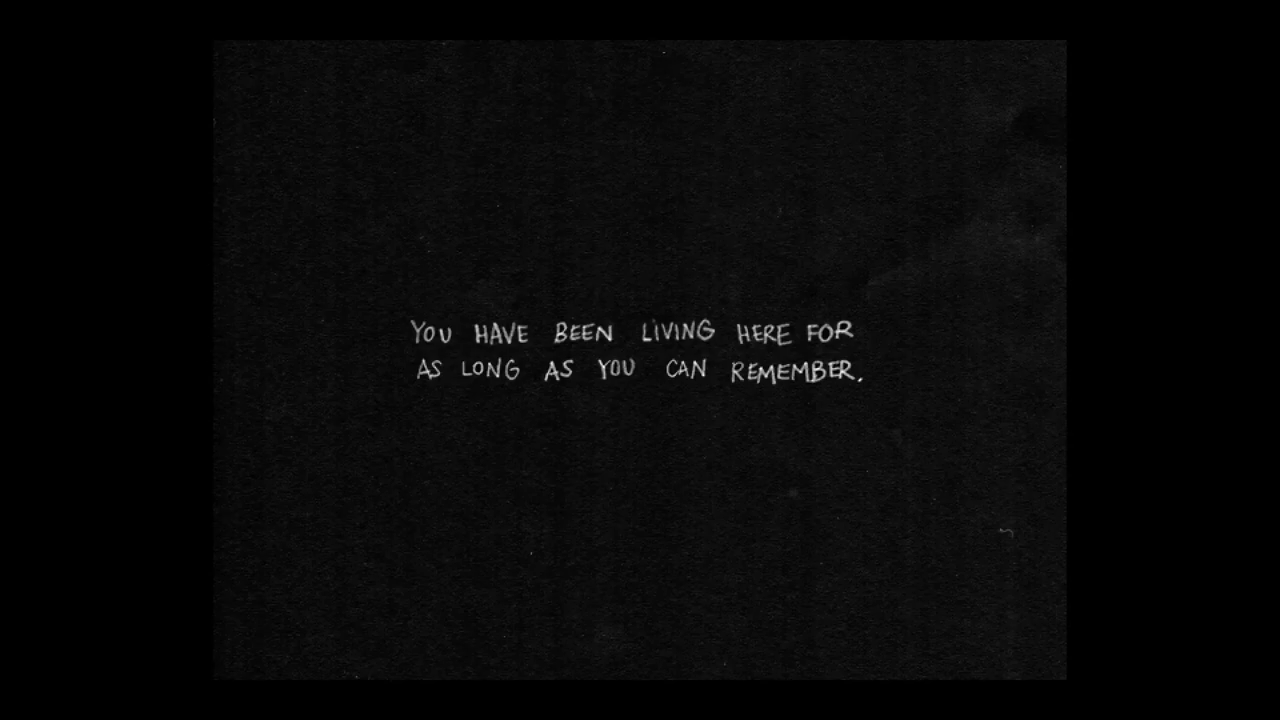 YOU HAVE BEEN LIVING HERE FOR
AS LONG AS YOU CAN REMEMBER.